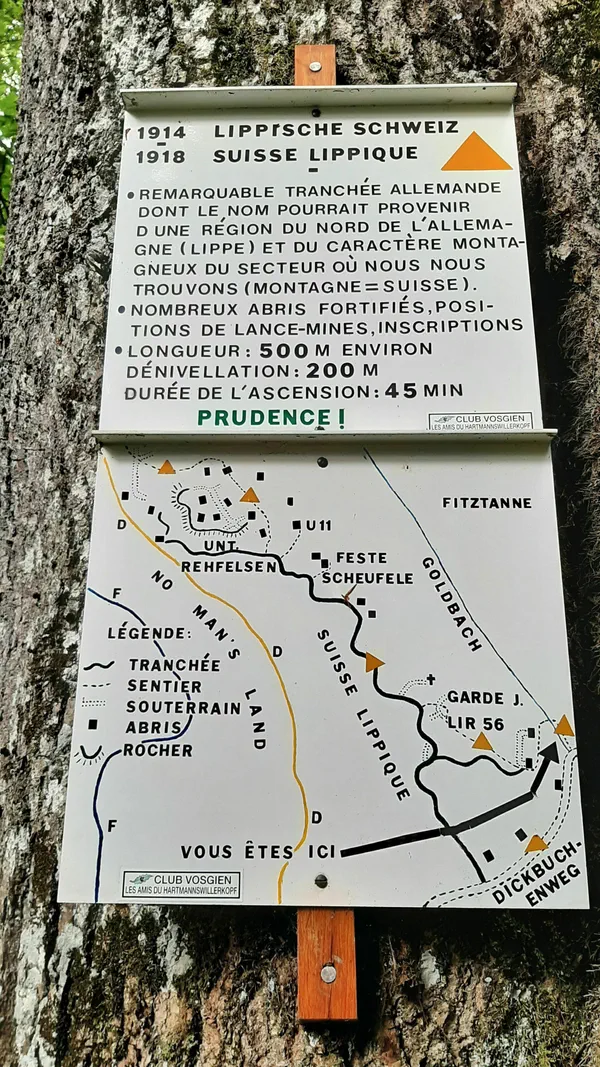 1914 LIPPISCHE SCHWEIZ
1918 SUISSE LIPPIQUE
• REMARQUABLE TRANCHÉE ALLEMANDE
DONT LE NOM POURRAIT PROVENIR
D UNE RÉGION DU NORD DE L'ALLEMA-
GNE (LIPPE) ET DU CARACTÈRE MONTA-
GNEUX DU SECTEUR OÙ NOUS NOUS
TROUVONS (MONTAGNE = SUISSE).
• NOMBREUX ABRIS FORTIFIÉS, POSI-
TIONS DE LANCE-MINES, INSCRIPTIONS
• LONGUEUR : 500 M ENVIRON
DÉNIVELLATION : 200 M
DURÉE DE L'ASCENSION : 45 MIN
PRUDENCE !
CLUB VOSGIEN
LES AMIS DU HARTMANNSWILLERKOPF
FITZTANNE
D
U 11
UNT.
REHFELSEN
FESTE
SCHEUFELE
GOLDBACH
F
NO MAN'S LAND
LÉGENDE :
TRANCHÉE
SENTIER
SOUTERRAIN
ABRIS
ROCHER
D
SUISSE LIPPIQUE
GARDE J.
LIR 56
F
D
VOUS ÊTES ICI
DICKBUCH-
ENWEG
CLUB VOSGIEN
LES AMIS DU HARTMANNSWILLERKOPF